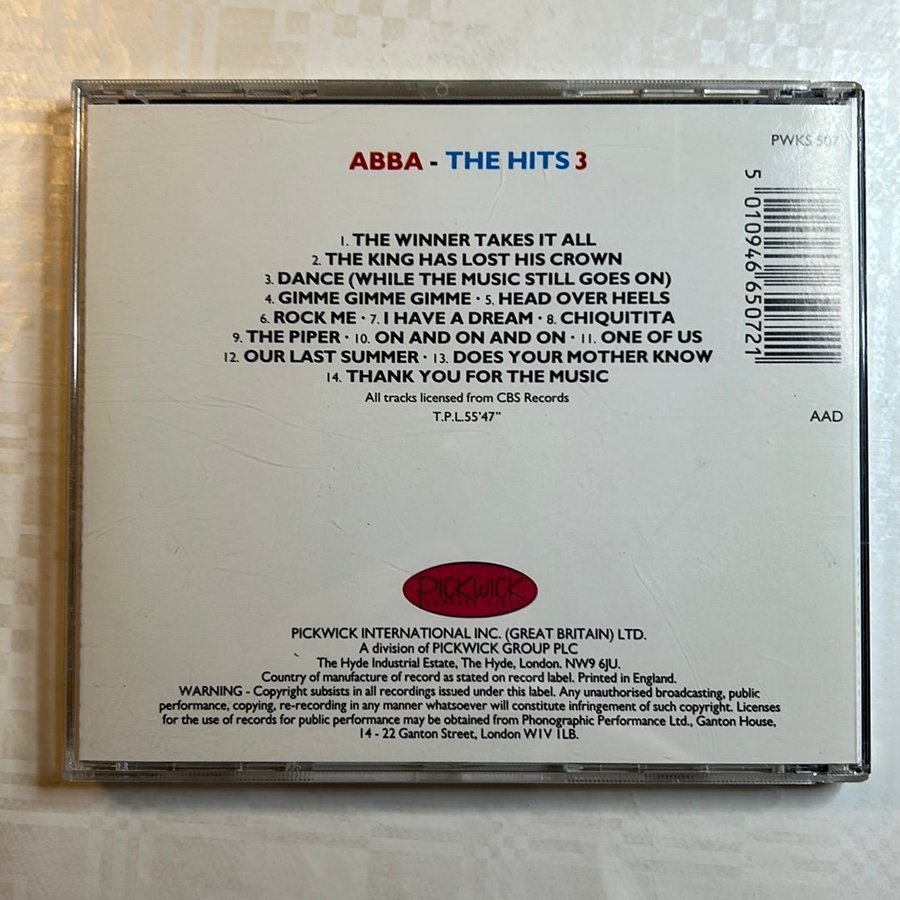 PWKS 507
ABBA - THE HITS 3
5 010946 650721
1. THE WINNER TAKES IT ALL
2. THE KING HAS LOST HIS CROWN
3. DANCE (WHILE THE MUSIC STILL GOES ON)
4. GIMME GIMME GIMME · 5. HEAD OVER HEELS
6. ROCK ME · 7. I HAVE A DREAM · 8. CHIQUITITA
9. THE PIPER · 10. ON AND ON AND ON · 11. ONE OF US
12. OUR LAST SUMMER · 13. DOES YOUR MOTHER KNOW
14. THANK YOU FOR THE MUSIC
All tracks licensed from CBS Records
T.P.L.55'47"
AAD
PICKWICK
COMPACT DISCS
PICKWICK INTERNATIONAL INC. (GREAT BRITAIN) LTD.
A division of PICKWICK GROUP PLC
The Hyde Industrial Estate, The Hyde, London. NW9 6JU.
Country of manufacture of record as stated on record label. Printed in England.
WARNING - Copyright subsists in all recordings issued under this label. Any unauthorised broadcasting, public
performance, copying, re-recording in any manner whatsoever will constitute infringement of such copyright. Licenses
for the use of records for public performance may be obtained from Phonographic Performance Ltd., Ganton House,
14 - 22 Ganton Street, London W1V 1LB.